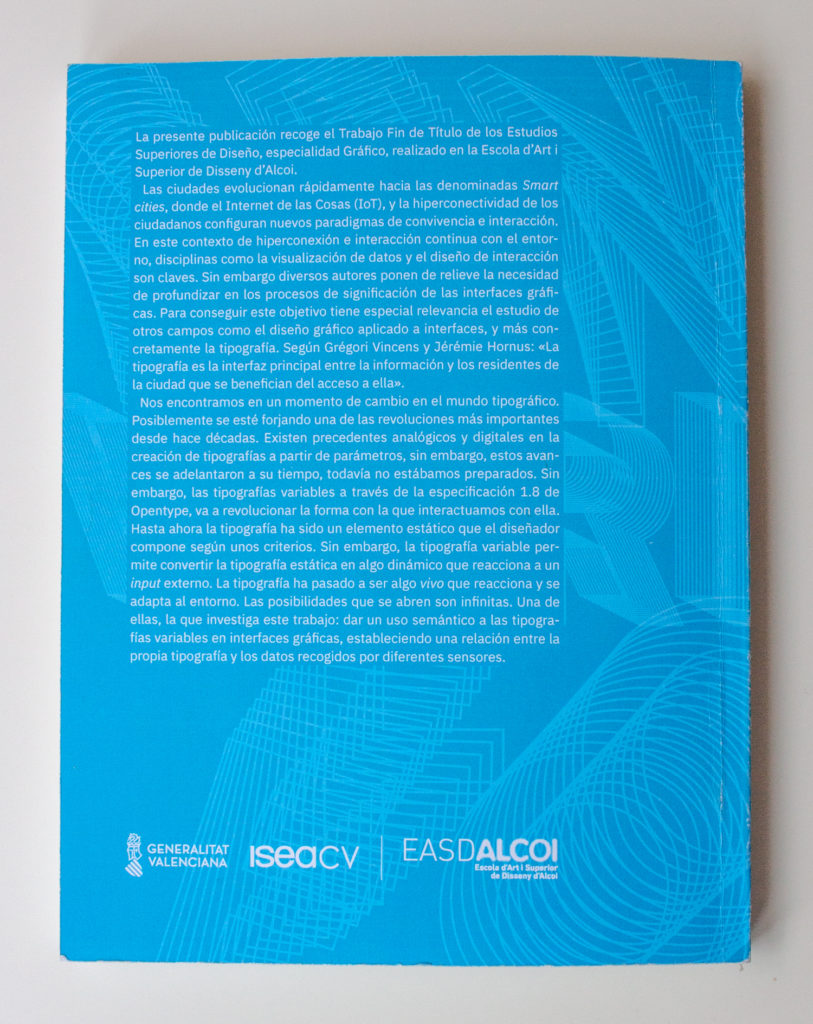 La presente publicación recoge el Trabajo Fin de Título de los Estudios
Superiores de Diseño, especialidad Gráfico, realizado en la Escola d'Art i
Superior de Disseny d'Alcoi.
Las ciudades evolucionan rápidamente hacia las denominadas Smart
cities, donde el Internet de las Cosas (IoT), y la hiperconectividad de los
ciudadanos configuran nuevos paradigmas de convivencia e interacción.
En este contexto de hiperconexión e interacción continua con el entor-
no, disciplinas como la visualización de datos y el diseño de interacción
son claves. Sin embargo diversos autores ponen de relieve la necesidad
de profundizar en los procesos de significación de las interfaces gráfi-
cas. Para conseguir este objetivo tiene especial relevancia el estudio de
otros campos como el diseño gráfico aplicado a interfaces, y más con-
cretamente la tipografía. Según Grégori Vincens y Jérémie Hornus: «La
tipografía es la interfaz principal entre la información y los residentes de
la ciudad que se benefician del acceso a ella».
Nos encontramos en un momento de cambio en el mundo tipográfico.
Posiblemente se esté forjando una de las revoluciones más importantes
desde hace décadas. Existen precedentes analógicos y digitales en la
creación de tipografías a partir de parámetros, sin embargo, estos avan-
ces se adelantaron a su tiempo, todavía no estábamos preparados. Sin
embargo, las tipografías variables a través de la especificación 1.8 de
Opentype, va a revolucionar la forma con la que interactuamos con ella.
Hasta ahora la tipografía ha sido un elemento estático que el diseñador
compone según unos criterios. Sin embargo, la tipografía variable per-
mite convertir la tipografía estática en algo dinámico que reacciona a un
input externo. La tipografía ha pasado a ser algo vivo que reacciona y se
adapta al entorno. Las posibilidades que se abren son infinitas. Una de
ellas, la que investiga este trabajo: dar un uso semántico a las tipogra-
fías variables en interfaces gráficas, estableciendo una relación entre la
propia tipografía y los datos recogidos por diferentes sensores.
GENERALITAT
VALENCIANA
ISEACV
EASDALCOI
Escola d'Art i Superior
de Disseny d'Alcoi